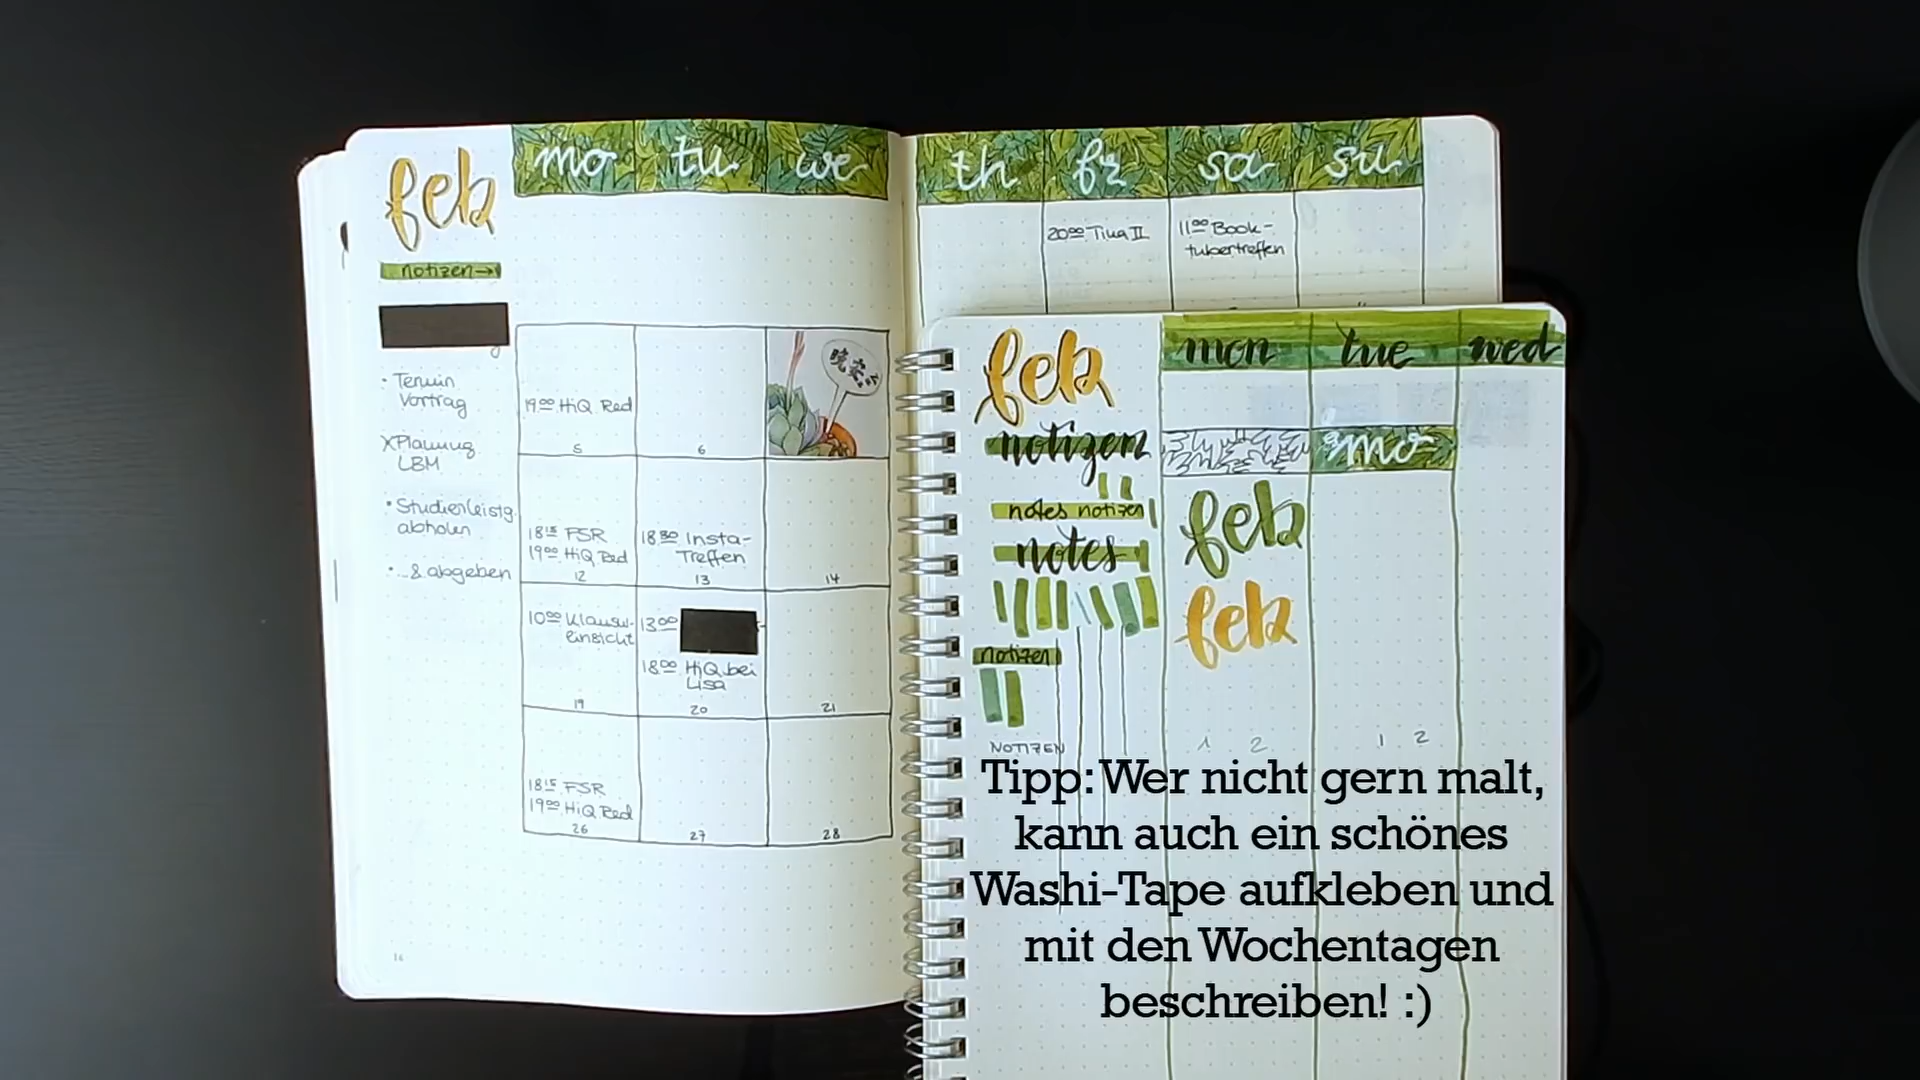 feb
mo tu we th fr sa su
notizen→
• Termin
Vortrag
x Planung
LBM
• Studienleistg.
abholen
• ...& abgeben
20⁰⁰ Tina II
11⁰⁰ Book-
tubertreffen
19⁰⁰ HiQ Red
5
6
晚安
18¹⁵ FSR
19⁰⁰ HiQ Red
12
18³⁰ Insta-
Treffen
13
14
10⁰⁰ Klausur-
einsicht
19
13⁰⁰
18⁰⁰ HiQ bei
Lisa
20
21
18¹⁵ FSR
19⁰⁰ HiQ Red
26
27
28
16
feb
mon tue wed
notizen
mo
notes notizen
feb
notes
feb
notizen
NOTIZEN
1 2
1 2
Tipp: Wer nicht gern malt,
kann auch ein schönes
Washi-Tape aufkleben und
mit den Wochentagen
beschreiben! :)